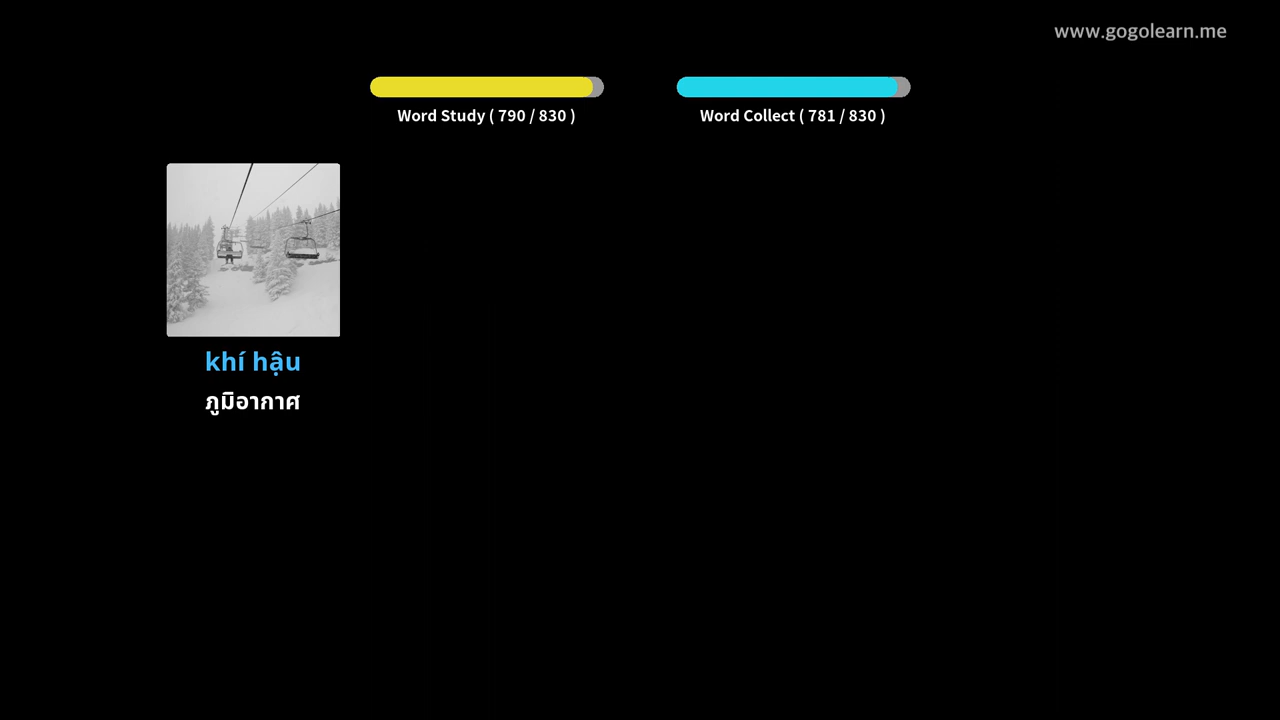 www.gogolearn.me
Word Study ( 790 / 830 )
Word Collect ( 781 / 830 )
khí hậu
ภูมิอากาศ